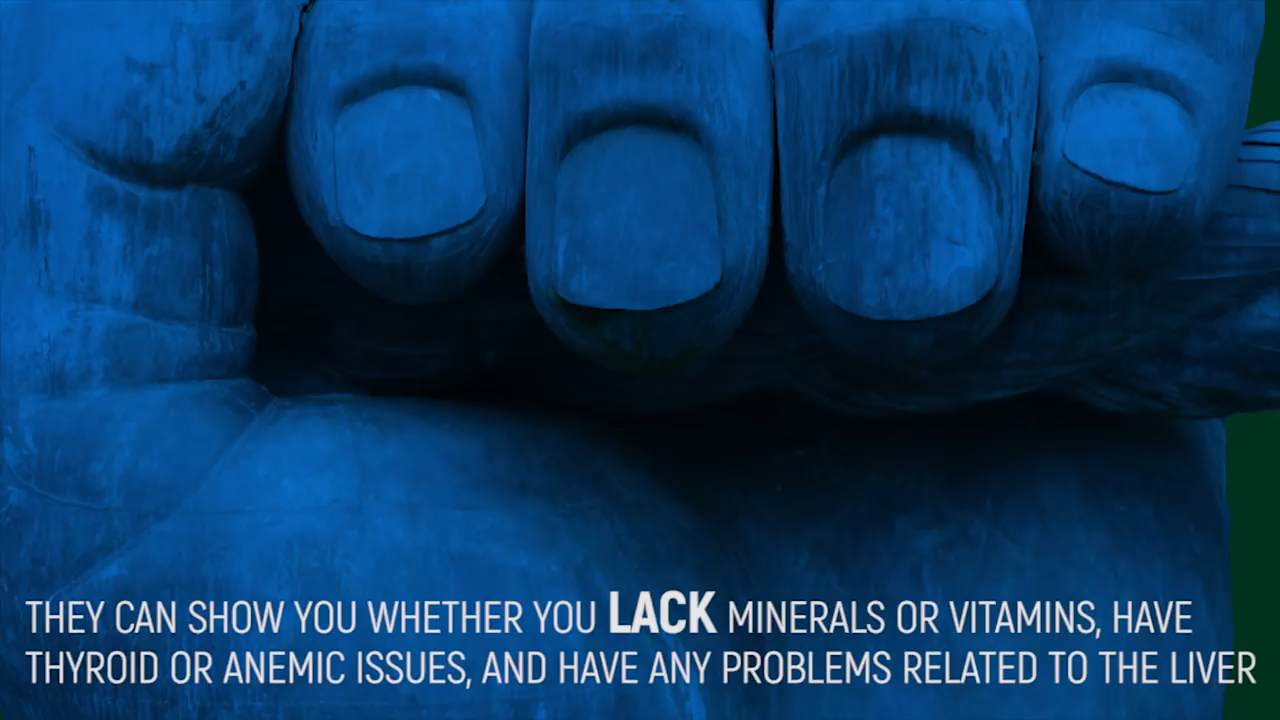 THEY CAN SHOW YOU WHETHER YOU LACK MINERALS OR VITAMINS, HAVE
THYROID OR ANEMIC ISSUES, AND HAVE ANY PROBLEMS RELATED TO THE LIVER